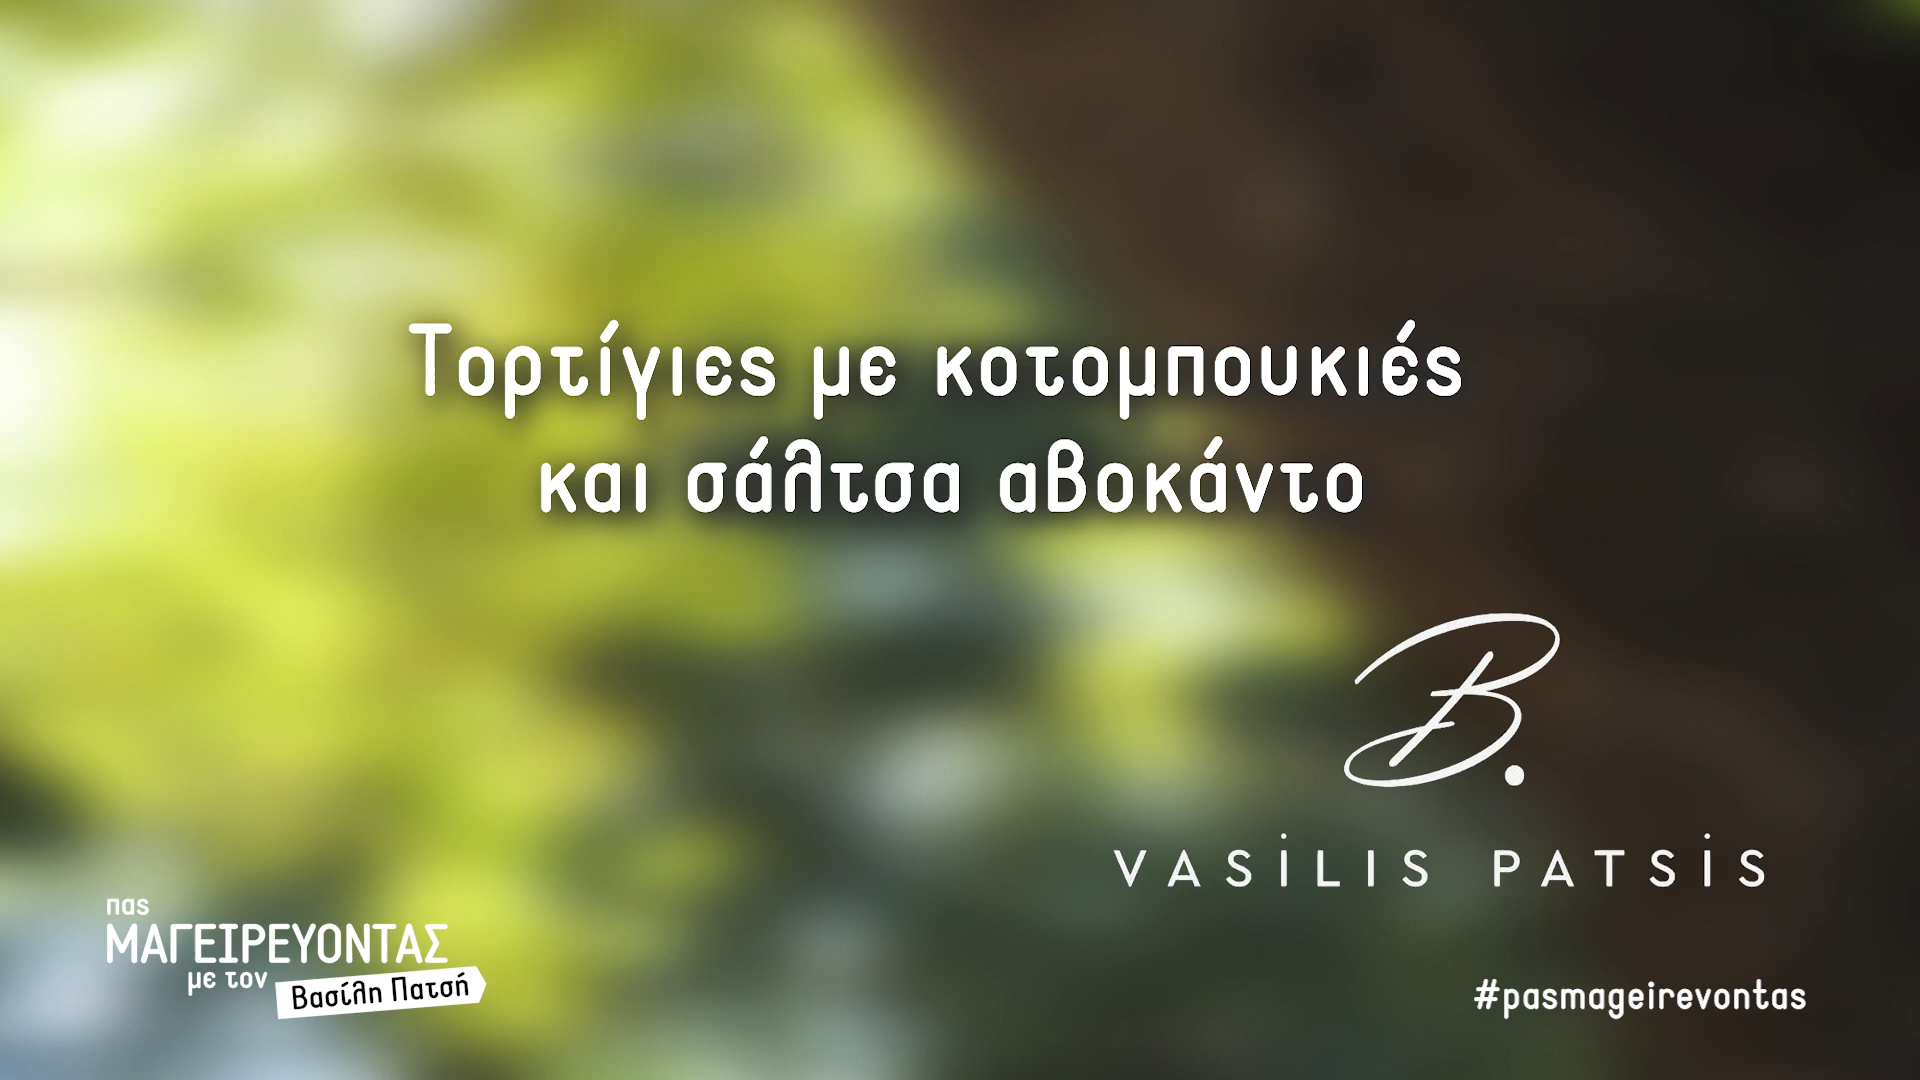 Τορτίγιες με κοτομπουκιές
και σάλτσα αβοκάντο
B.
VASILIS PATSIS
πας
ΜΑΓΕΙΡΕΥΟΝΤΑΣ
με τον Βασίλη Πατσή
#pasmageirevontas